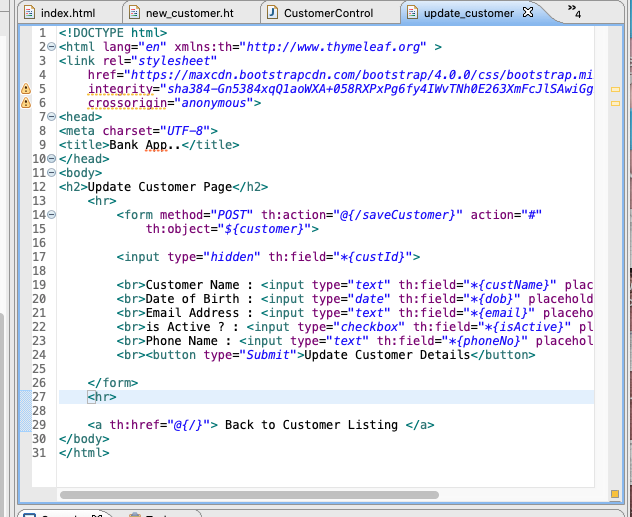 index.html new_customer.ht CustomerControl update_customer »4
1 <!DOCTYPE html>
2 <html lang="en" xmlns:th="http://www.thymeleaf.org" >
3 <link rel="stylesheet"
4 href="https://maxcdn.bootstrapcdn.com/bootstrap/4.0.0/css/bootstrap.mi
5 integrity="sha384-Gn5384xqQ1aoWXA+058RXPxPg6fy4IWvTNh0E263XmFcJlSAwiGg
6 crossorigin="anonymous">
7 <head>
8 <meta charset="UTF-8">
9 <title>Bank App..</title>
10 </head>
11 <body>
12 <h2>Update Customer Page</h2>
13 <hr>
14 <form method="POST" th:action="@{/saveCustomer}" action="#"
15 th:object="${customer}">
16
17 <input type="hidden" th:field="*{custId}">
18
19 <br>Customer Name : <input type="text" th:field="*{custName}" plac
20 <br>Date of Birth : <input type="date" th:field="*{dob}" placehold
21 <br>Email Address : <input type="text" th:field="*{email}" placeho
22 <br>is Active ? : <input type="checkbox" th:field="*{isActive}" pl
23 <br>Phone Name : <input type="text" th:field="*{phoneNo}" placehol
24 <br><button type="Submit">Update Customer Details</button>
25
26 </form>
27 <hr>
28
29 <a th:href="@{/}"> Back to Customer Listing </a>
30 </body>
31 </html>